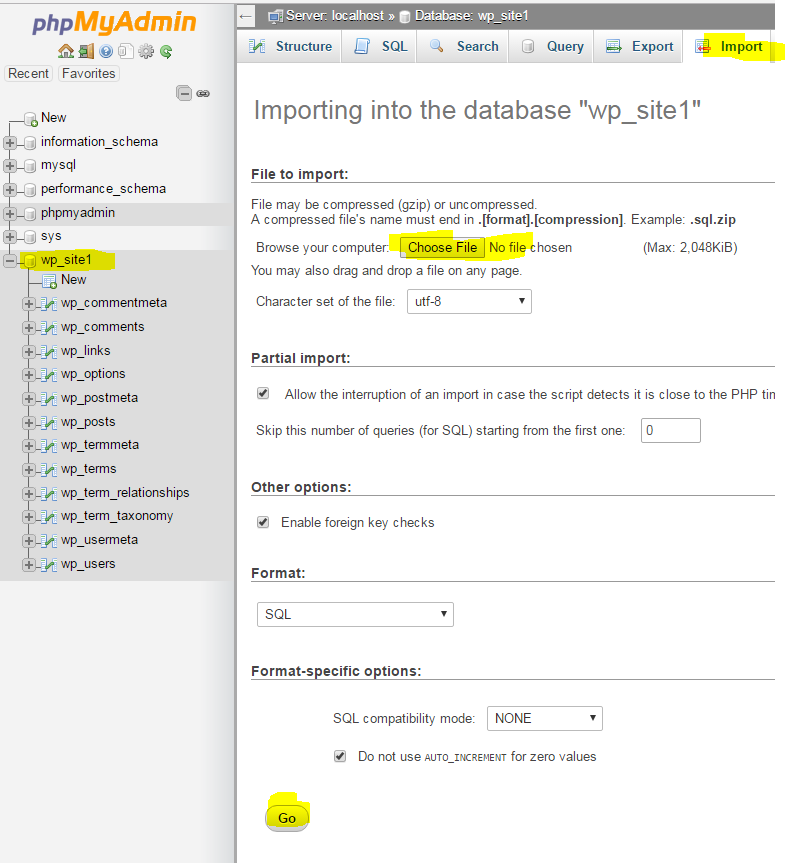 phpMyAdmin
Recent Favorites
New
information_schema
mysql
performance_schema
phpmyadmin
sys
wp_site1
New
wp_commentmeta
wp_comments
wp_links
wp_options
wp_postmeta
wp_posts
wp_termmeta
wp_terms
wp_term_relationships
wp_term_taxonomy
wp_usermeta
wp_users
Server: localhost » Database: wp_site1
Structure SQL Search Query Export Import
Importing into the database "wp_site1"
File to import:
File may be compressed (gzip) or uncompressed.
A compressed file's name must end in .[format].[compression]. Example: .sql.zip
Browse your computer: Choose File No file chosen (Max: 2,048KiB)
You may also drag and drop a file on any page.
Character set of the file: utf-8
Partial import:
Allow the interruption of an import in case the script detects it is close to the PHP
Skip this number of queries (for SQL) starting from the first one: 0
Other options:
Enable foreign key checks
Format:
SQL
Format-specific options:
SQL compatibility mode: NONE
Do not use AUTO_INCREMENT for zero values
Go